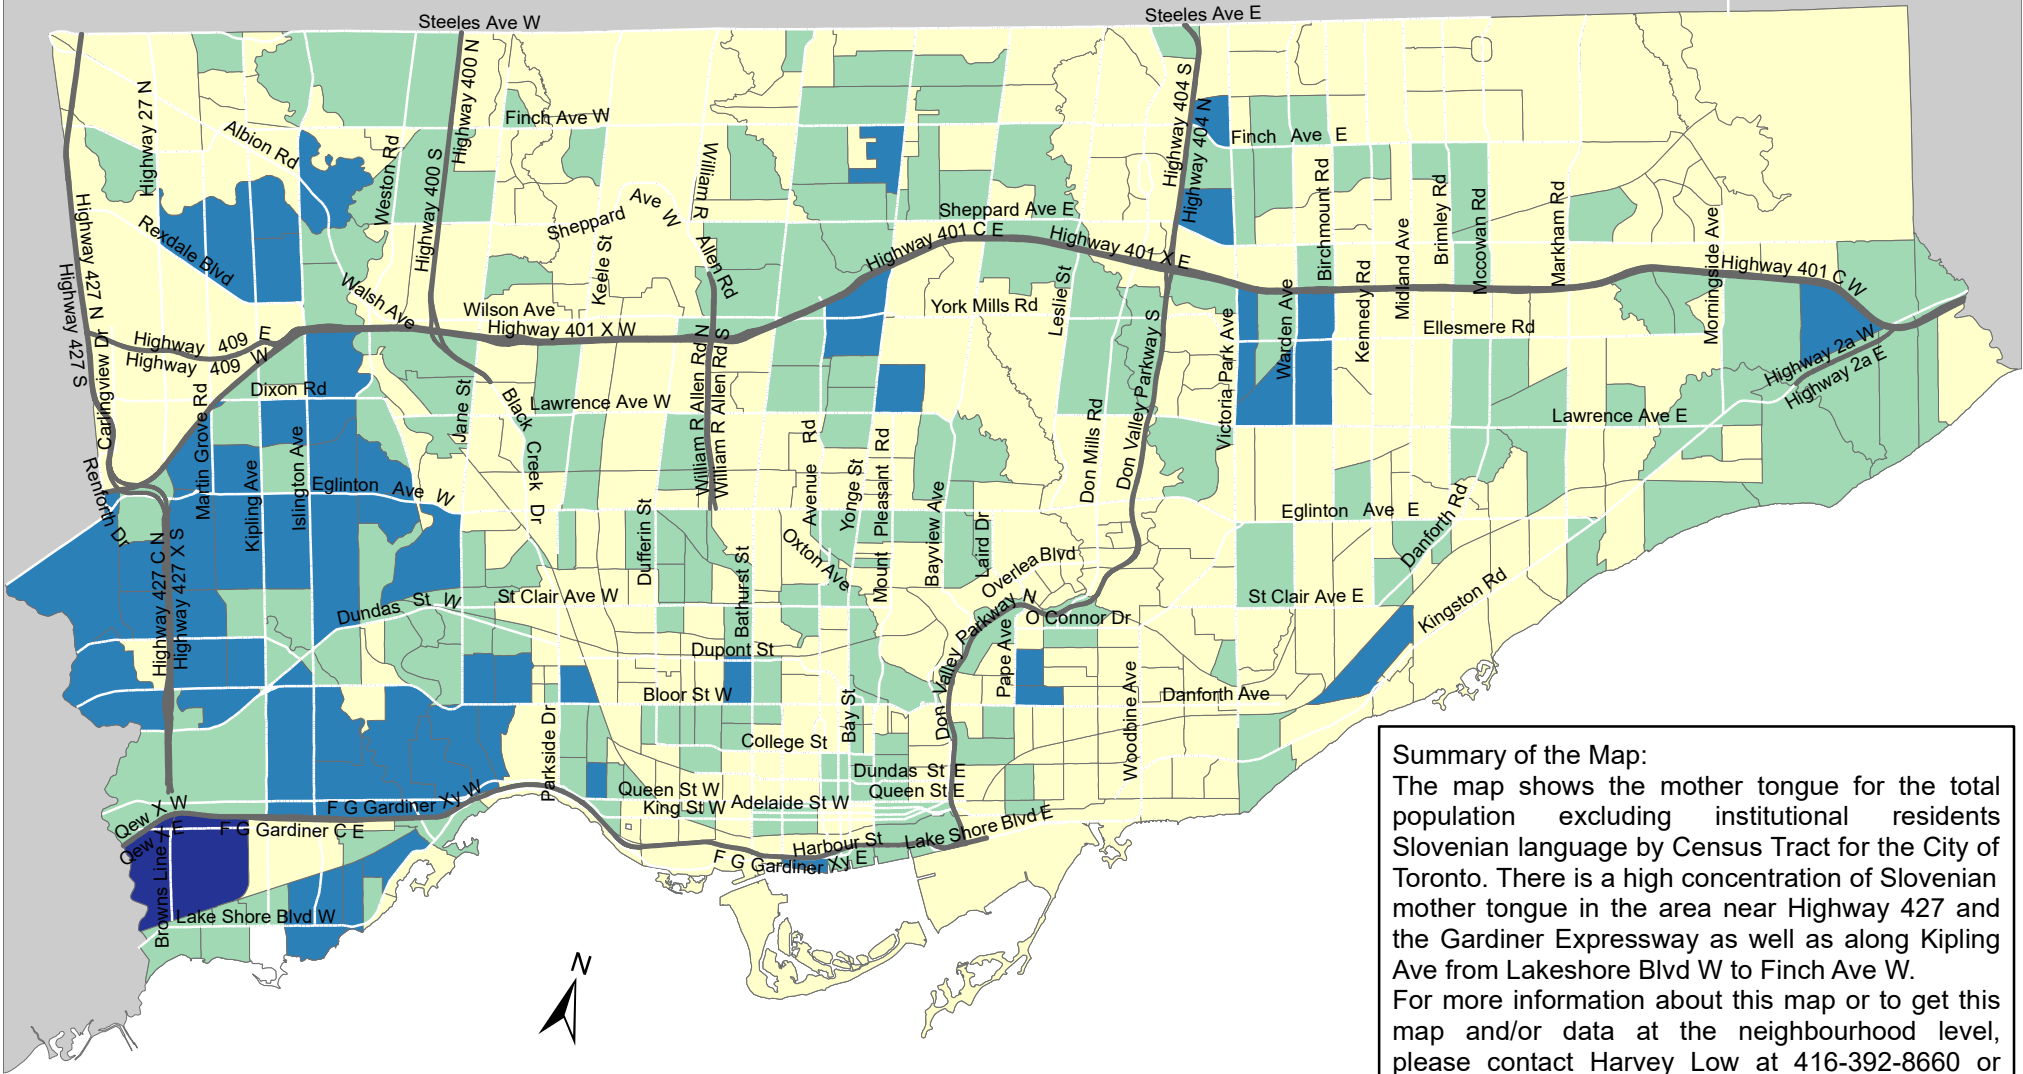 Steeles Ave W
Steeles Ave E
Highway 27 N
Albion Rd
Weston Rd
Highway 400 N
Highway 400 S
Finch Ave W
William R
Allen Rd
Highway 404 S
Highway 404 N
Finch Ave E
Highway 427 N
Highway 427 S
Rexdale Blvd
Walsh Ave
Sheppard Ave W
Keele St
Sheppard Ave E
Highway 401 C E
Highway 401 X E
Leslie St
Birchmount Rd
Kennedy Rd
Midland Ave
Brimley Rd
Mccowan Rd
Markham Rd
Morningside Ave
Highway 401 C W
Wilson Ave
Highway 401 X W
York Mills Rd
Ellesmere Rd
Highway 409 E
Highway 409 W
Carlingview Dr
Dixon Rd
Martin Grove Rd
Jane St
Black Creek Dr
Lawrence Ave W
William R Allen Rd N
William R Allen Rd S
Victoria Park Ave
Warden Ave
Highway 2a W
Highway 2a E
Lawrence Ave E
Don Valley Parkway S
Don Mills Rd
Renforth Dr
Kipling Ave
Islington Ave
Eglinton Ave W
Avenue Rd
Yonge St
Mount Pleasant Rd
Bayview Ave
Laird Dr
Eglinton Ave E
Danforth Rd
Dufferin St
Bathurst St
Oxton Ave
Overlea Blvd
Highway 427 C N
Highway 427 X S
Dundas St W
St Clair Ave W
Don Valley Parkway N
O Connor Dr
St Clair Ave E
Kingston Rd
Dupont St
Pape Ave
Bloor St W
Danforth Ave
Woodbine Ave
Parkside Dr
Bay St
College St
Dundas St E
Queen St W
Queen St E
King St W
Adelaide St W
Qew X W
Qew X E
F G Gardiner Xy W
F G Gardiner C E
Harbour St
Lake Shore Blvd E
F G Gardiner Xy E
Browns Line
Lake Shore Blvd W
N
Summary of the Map:
The map shows the mother tongue for the total
population excluding institutional residents
Slovenian language by Census Tract for the City of
Toronto. There is a high concentration of Slovenian
mother tongue in the area near Highway 427 and
the Gardiner Expressway as well as along Kipling
Ave from Lakeshore Blvd W to Finch Ave W.
For more information about this map or to get this
map and/or data at the neighbourhood level,
please contact Harvey Low at 416-392-8660 or